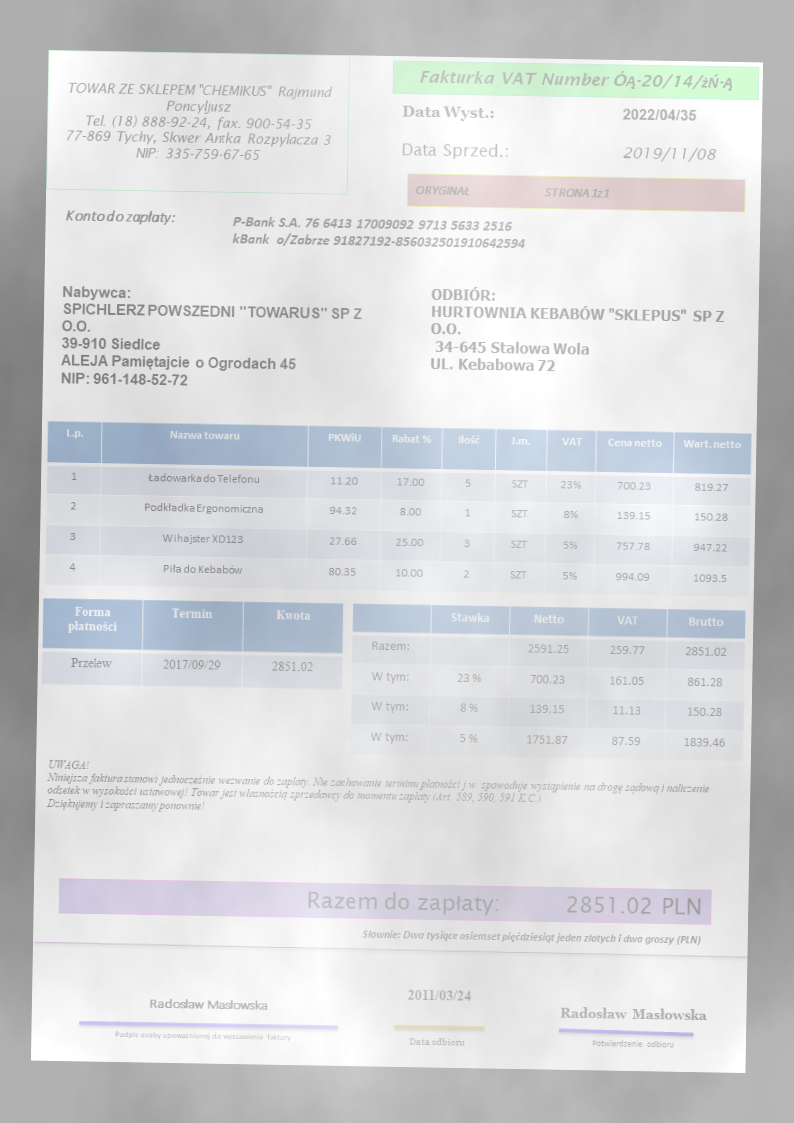 TOWAR ZE SKLEPEM "CHEMIKUS" Rajmund
Poncyljusz
Tel. (18) 888-92-24, fax. 900-54-35
77-869 Tychy, Skwer Antka Rozpylacza 3
NIP: 335-759-67-65
Fakturka VAT Number ÓĄ-20/14/żŃ-Ą
Data Wyst.: 2022/04/35
Data Sprzed.: 2019/11/08
ORYGINAŁ STRONA 1z1
Konto do zapłaty:
P-Bank S.A. 76 6413 17009092 9713 5633 2516
kBank o/Zabrze 91827192-856032501910642594
Nabywca:
SPICHLERZ POWSZEDNI "TOWARUS" SP Z
O.O.
39-910 Siedlce
ALEJA Pamiętajcie o Ogrodach 45
NIP: 961-148-52-72
ODBIÓR:
HURTOWNIA KEBABÓW "SKLEPUS" SP Z
O.O.
34-645 Stalowa Wola
UL. Kebabowa 72
L.p. Nazwa towaru PKWiU Rabat % Ilość J.m. VAT Cena netto Wart. netto
1 Ładowarka do Telefonu 11.20 17.00 5 SZT 23% 700.23 819.27
2 Podkładka Ergonomiczna 94.32 8.00 1 SZT 8% 139.15 150.28
3 Wihajster XD123 27.66 25.00 3 SZT 5% 757.78 947.22
4 Piła do Kebabów 80.35 10.00 2 SZT 5% 994.09 1093.5
Forma płatności Termin Kwota
Przelew 2017/09/29 2851.02
Stawka Netto VAT Brutto
Razem: 2591.25 259.77 2851.02
W tym: 23 % 700.23 161.05 861.28
W tym: 8 % 139.15 11.13 150.28
W tym: 5 % 1751.87 87.59 1839.46
UWAGA!
Niniejsza faktura stanowi jednocześnie wezwanie do zapłaty. Nie zachowanie terminu płatności j.w. spowoduje wystąpienie na drogę sądową i naliczenie
odsetek w wysokości ustawowej! Towar jest własnością sprzedawcy do momentu zapłaty (Art. 589, 590, 591 K.C.)
Dziękujemy i zapraszamy ponownie!
Razem do zapłaty: 2851.02 PLN
Słownie: Dwa tysiące osiemset pięćdziesiąt jeden złotych i dwa groszy (PLN)
Radosław Masłowska
Podpis osoby upoważnionej do wystawienia faktury
2011/03/24
Data odbioru
Radosław Masłowska
Potwierdzenie odbioru